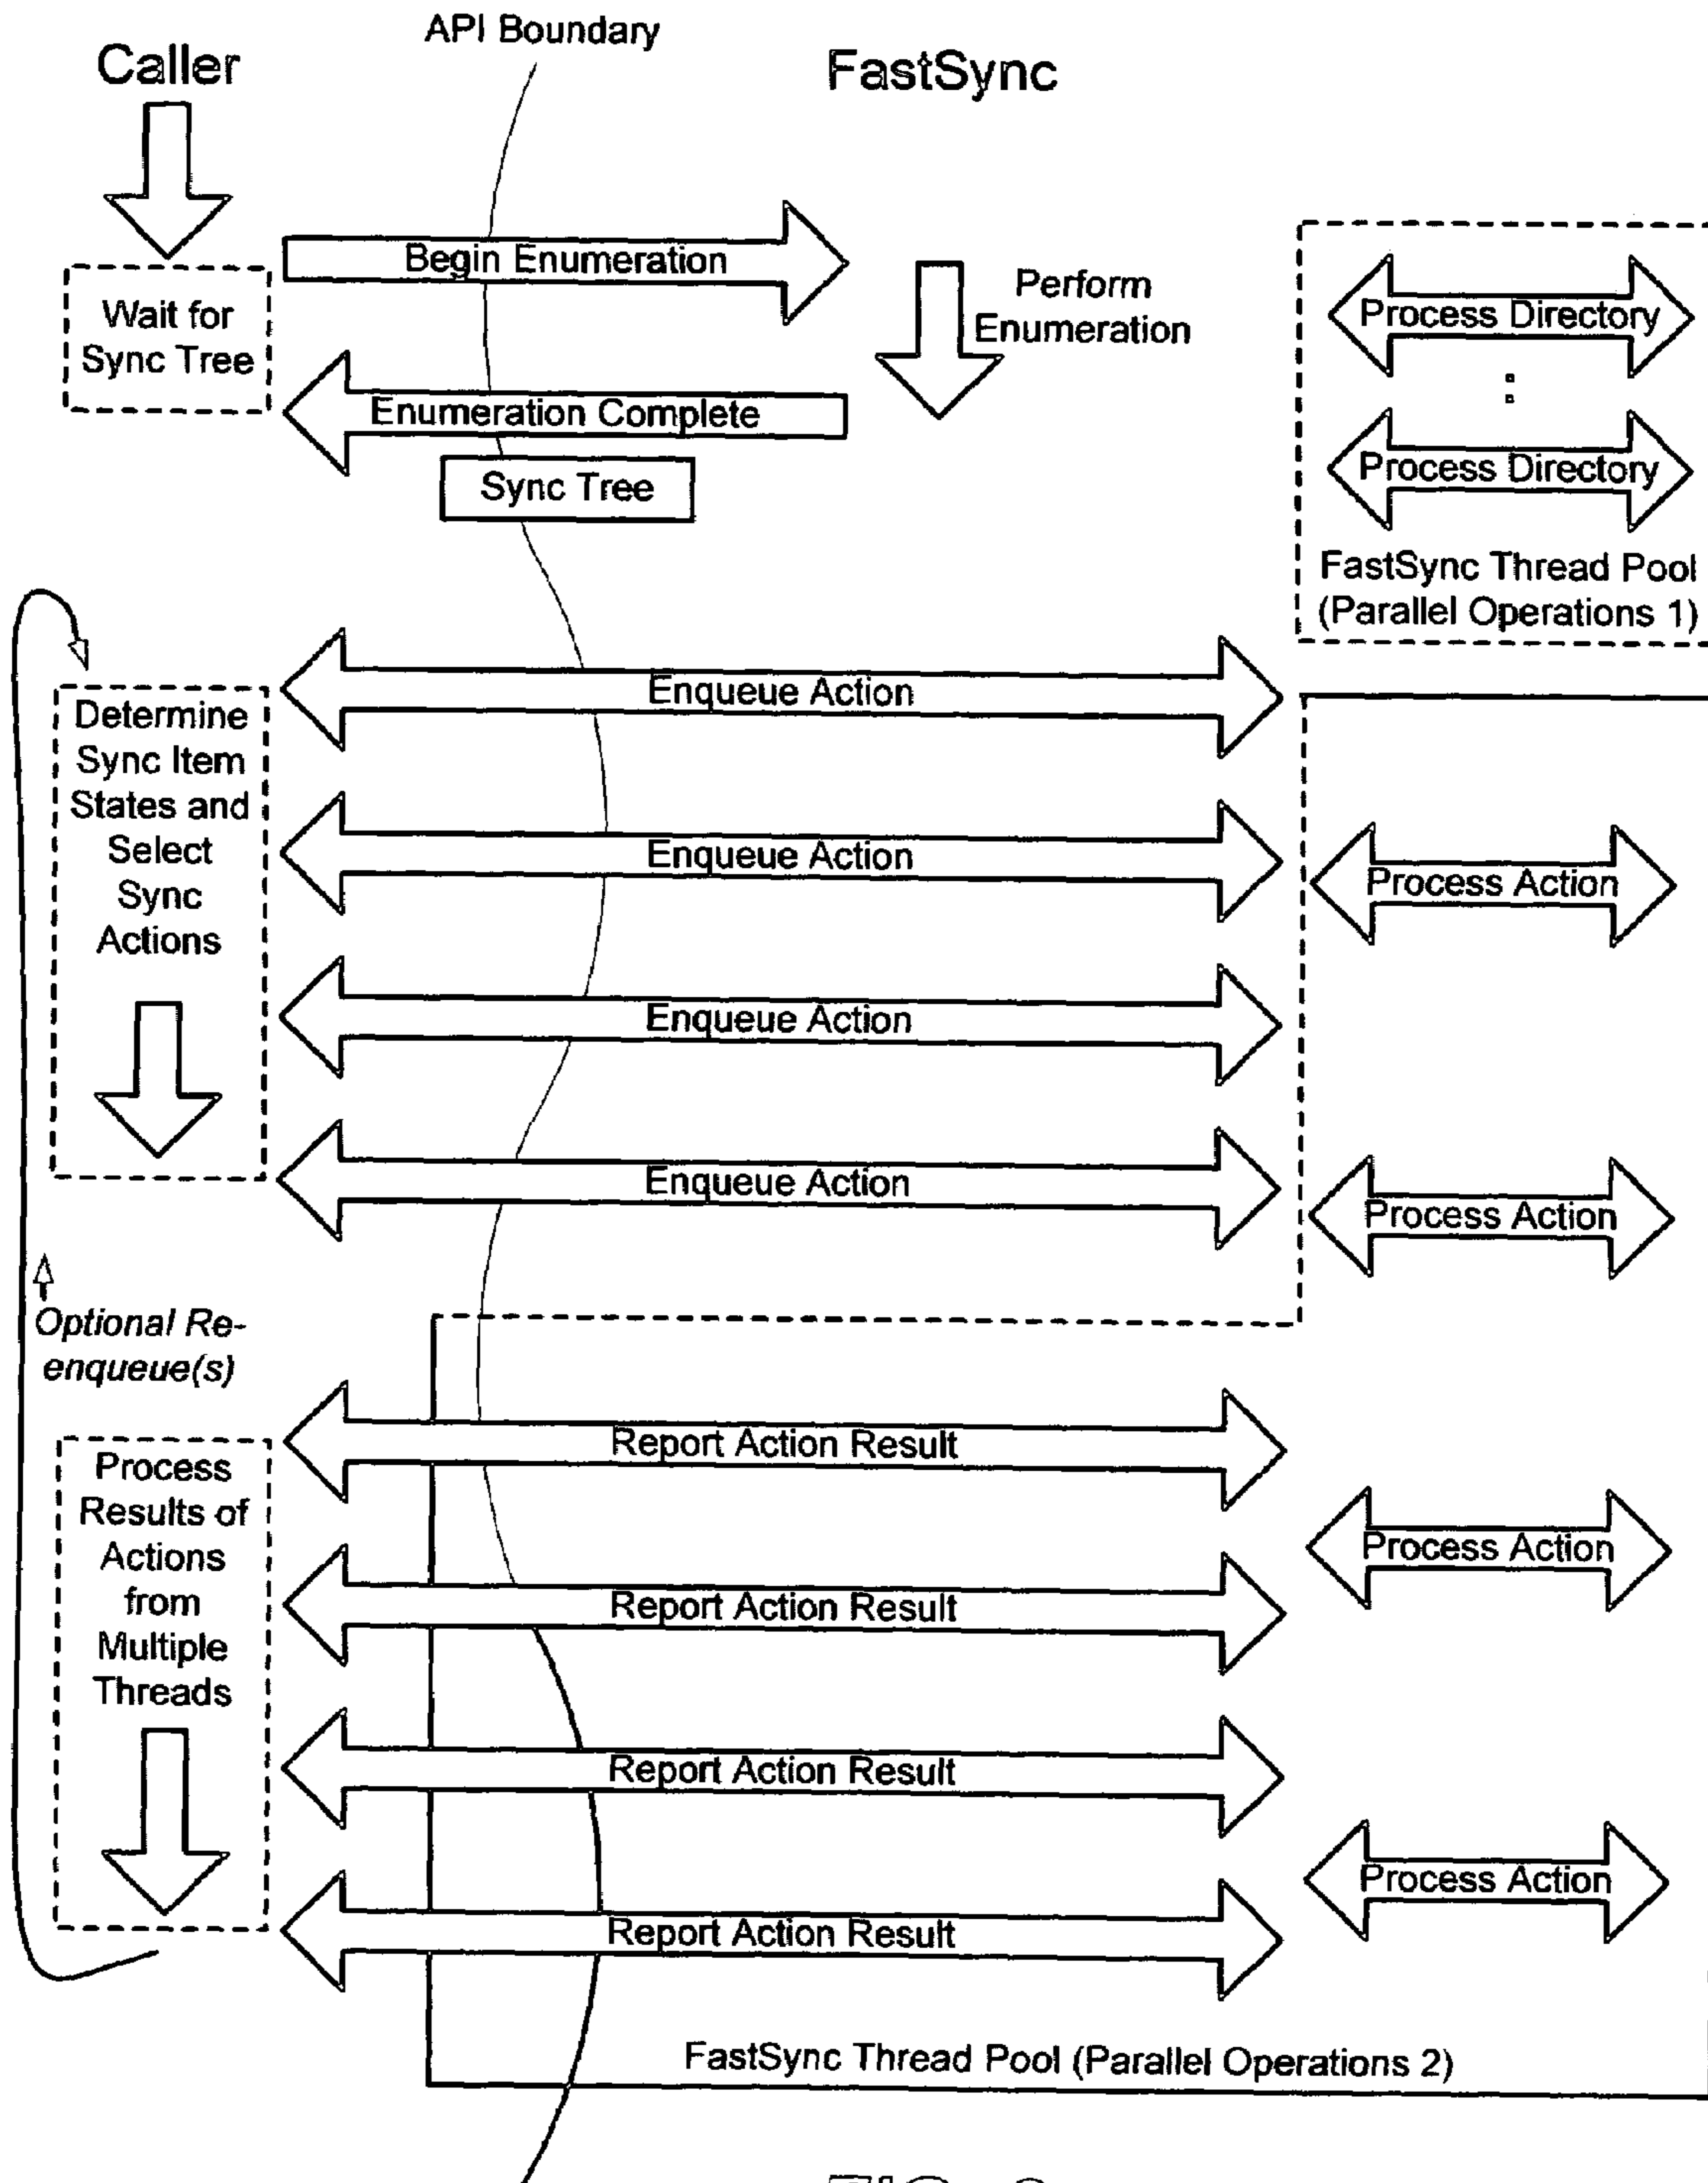 API Boundary
Caller
FastSync
Begin Enumeration
Perform
Enumeration
Wait for
Sync Tree
Enumeration Complete
Sync Tree
Process Directory
Process Directory
FastSync Thread Pool
(Parallel Operations 1)
Enqueue Action
Determine
Sync Item
States and
Select
Sync
Actions
Enqueue Action
Process Action
Enqueue Action
Enqueue Action
Process Action
Optional Re-
enqueue(s)
Report Action Result
Process
Results of
Actions
from
Multiple
Threads
Process Action
Report Action Result
Report Action Result
Process Action
Report Action Result
FastSync Thread Pool (Parallel Operations 2)